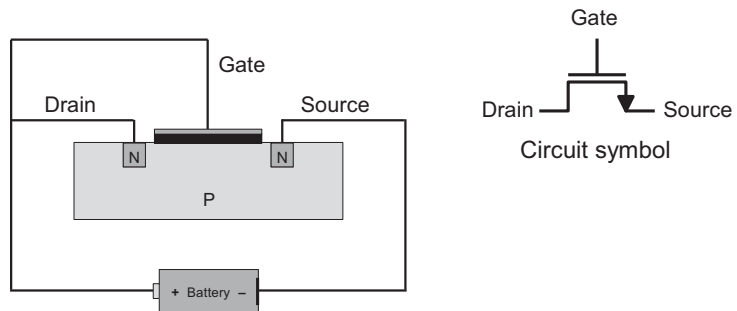 Gate
Drain
Source
N
N
P
+ Battery –
Gate
Drain
Source
Circuit symbol